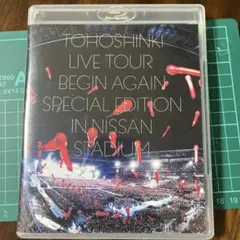 TOHOSHINKI
LIVE TOUR
BEGIN AGAIN
SPECIAL EDITION
IN NISSAN
STADIUM